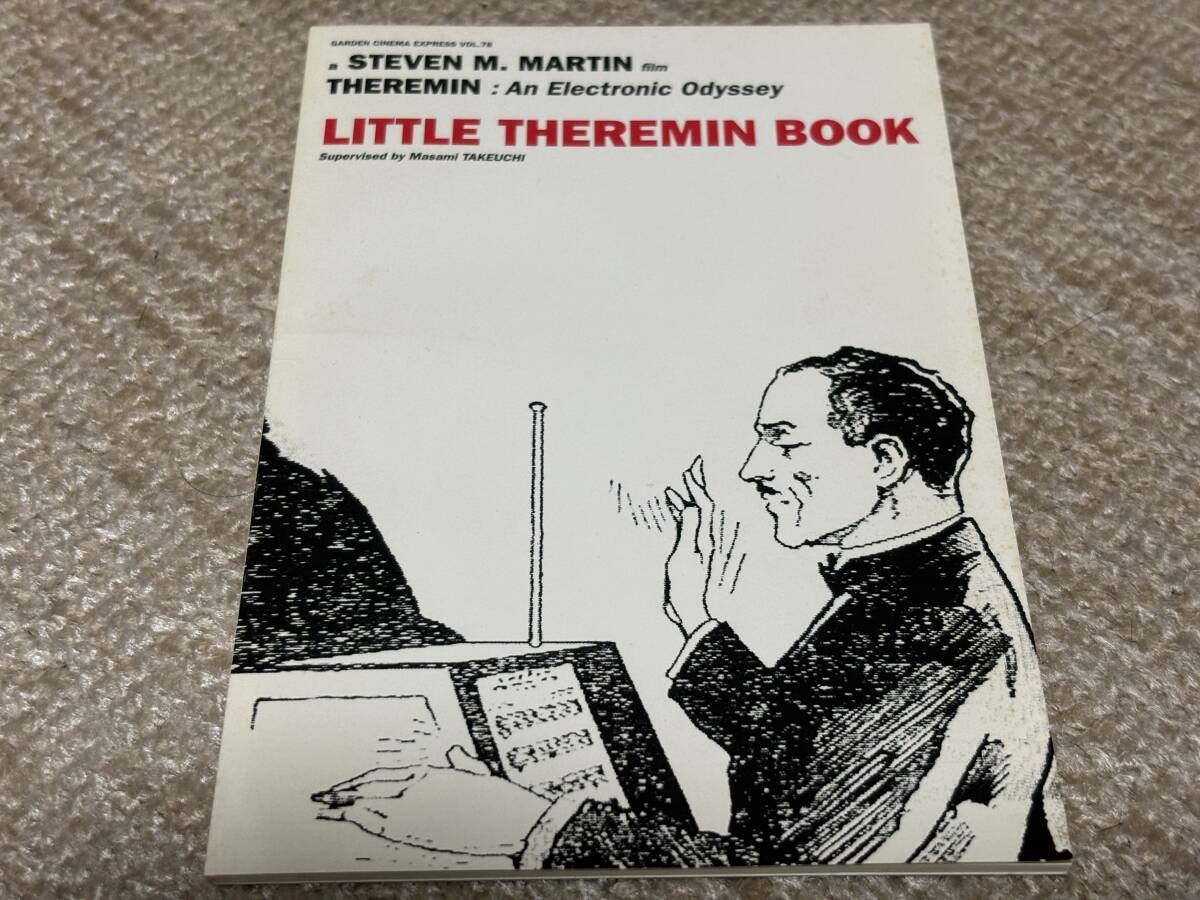 GARDEN CINEMA EXPRESS VOL.78
a STEVEN M. MARTIN film
THEREMIN : An Electronic Odyssey
LITTLE THEREMIN BOOK
Supervised by Masami TAKEUCHI